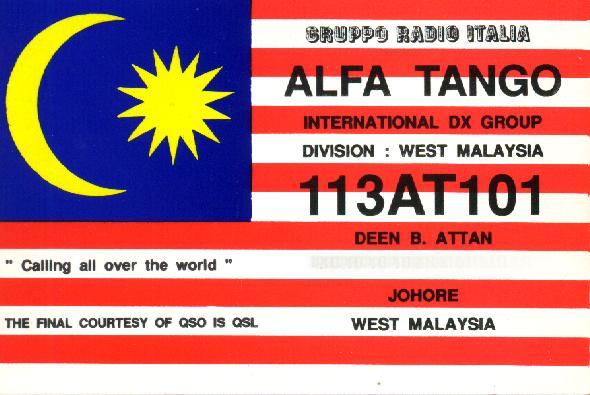 GRUPPO RADIO ITALIA
ALFA TANGO
INTERNATIONAL DX GROUP
DIVISION : WEST MALAYSIA
113AT101
DEEN B. ATTAN
" Calling all over the world "
JOHORE
THE FINAL COURTESY OF QSO IS QSL
WEST MALAYSIA